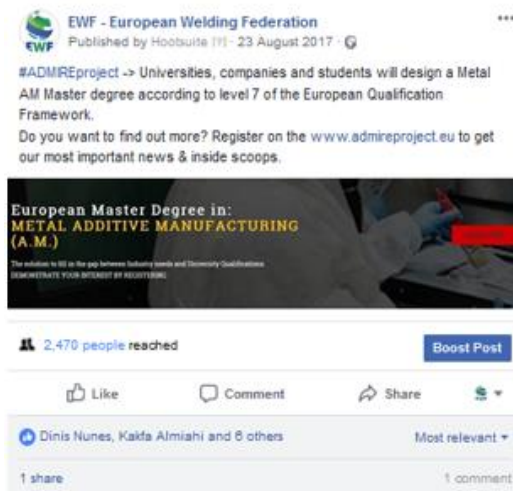 EWF - European Welding Federation
EWF
Published by Hootsuite [?] · 23 August 2017 ·
#ADMIREproject -> Universities, companies and students will design a Metal
AM Master degree according to level 7 of the European Qualification
Framework.
Do you want to find out more? Register on the www.admireproject.eu to get
our most important news & inside scoops.
European Master Degree in:
METAL ADDITIVE MANUFACTURING
(A.M.)
The solution to fill in the gap between Industry needs and University Qualifications
DEMONSTRATE YOUR INTEREST BY REGISTERING
2,470 people reached
Boost Post
Like
Comment
Share
Dinis Nunes, Kakfa Almiahi and 6 others
Most relevant
1 share
1 comment